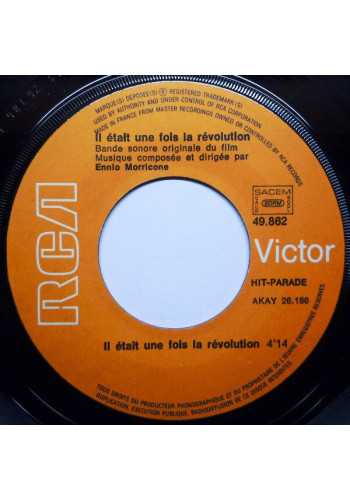 MARQUE(S) DEPOSEE(S) ® REGISTERED TRADEMARK(S)
USED BY AUTHORITY AND UNDER CONTROL OF RCA CORPORATION
MADE IN FRANCE FROM MASTER RECORDINGS OWNED OR CONTROLLED BY RCA RECORDS
Il était une fois la révolution
Bande sonore originale du film
Musique composée et dirigée par
Ennio Morricone
SACEM
SDRM
49.862
RCA
Victor
HIT-PARADE
AKAY 26.186
Il était une fois la révolution 4'14
TOUS DROITS DU PRODUCTEUR PHONOGRAPHIQUE ET DU PROPRIETAIRE DE L'ŒUVRE ENREGISTREE RESERVES
DUPLICATION, EXECUTION PUBLIQUE, RADIODIFFUSION DE CE DISQUE INTERDITES